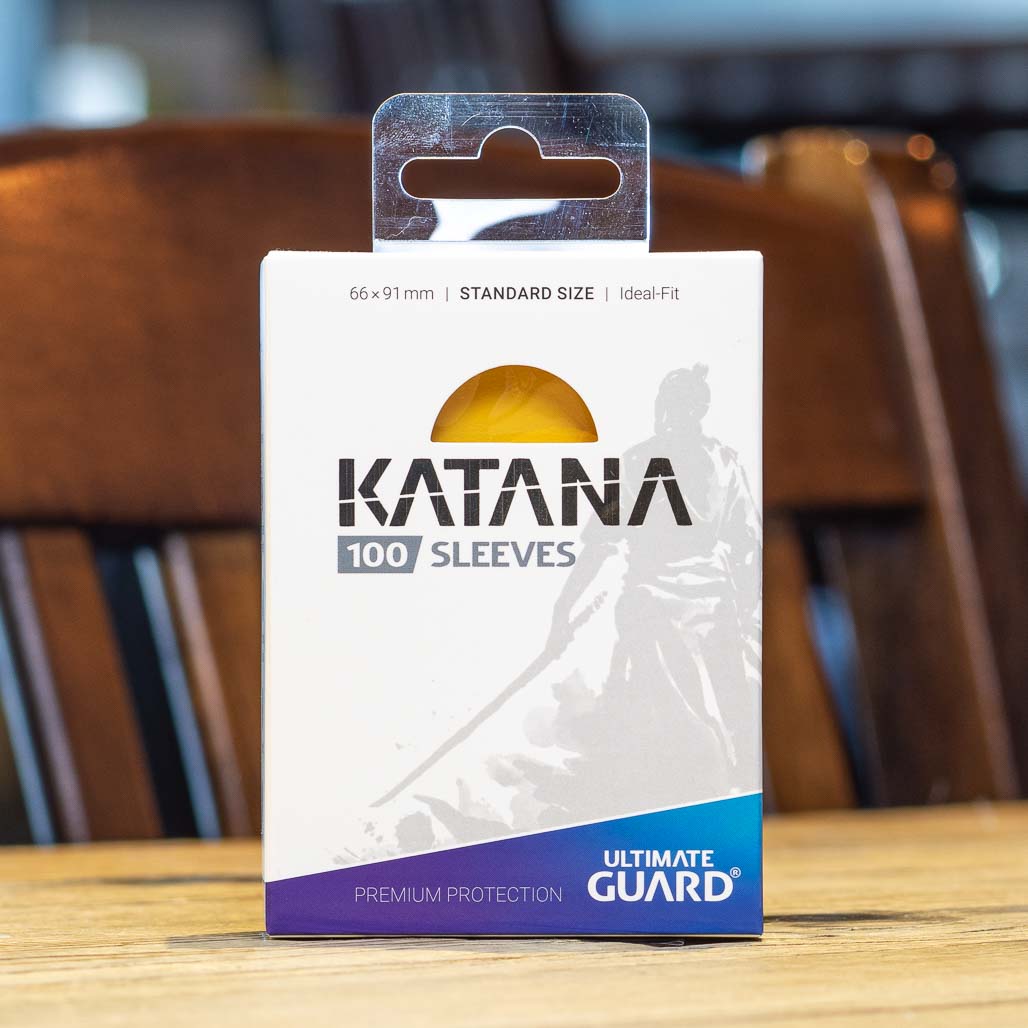 66 × 91 mm | STANDARD SIZE | Ideal-Fit
KATANA
100 SLEEVES
PREMIUM PROTECTION
ULTIMATE
GUARD®